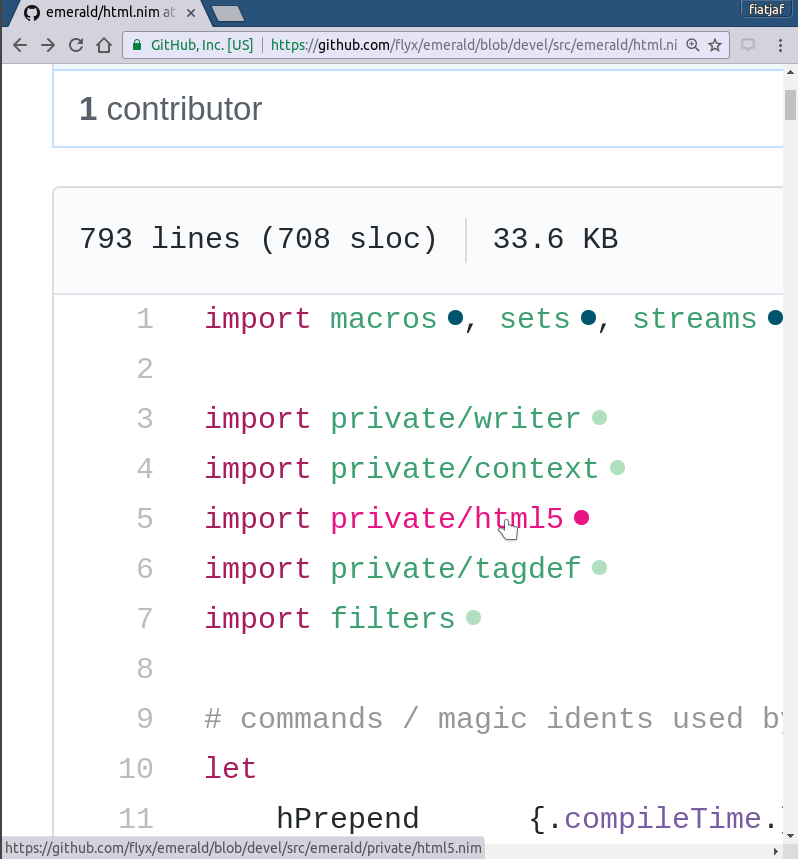 emerald/html.nim at
fiatjaf
GitHub, Inc. [US] https://github.com/flyx/emerald/blob/devel/src/emerald/html.ni
1 contributor
793 lines (708 sloc) 33.6 KB
1 import macros, sets, streams
2
3 import private/writer
4 import private/context
5 import private/html5
6 import private/tagdef
7 import filters
8
9 # commands / magic idents used by
10 let
11 hPrepend {.compileTime.}
https://github.com/flyx/emerald/blob/devel/src/emerald/private/html5.nim